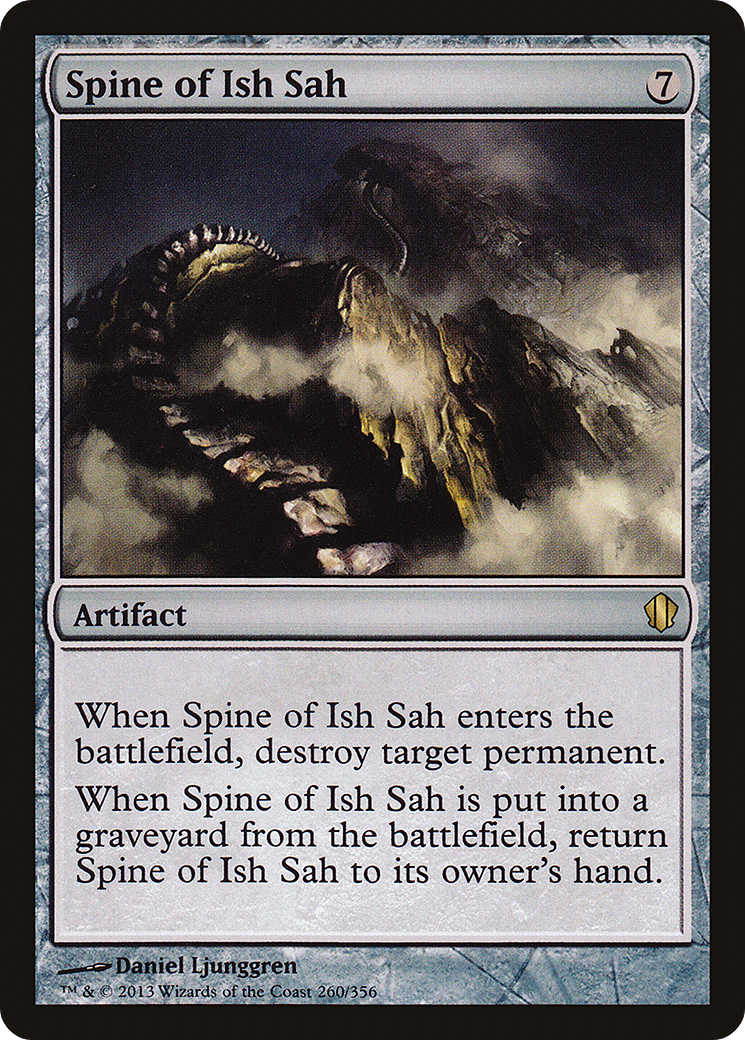 Spine of Ish Sah
7
Artifact
When Spine of Ish Sah enters the
battlefield, destroy target permanent.
When Spine of Ish Sah is put into a
graveyard from the battlefield, return
Spine of Ish Sah to its owner's hand.
Daniel Ljunggren
™ & © 2013 Wizards of the Coast 260/356